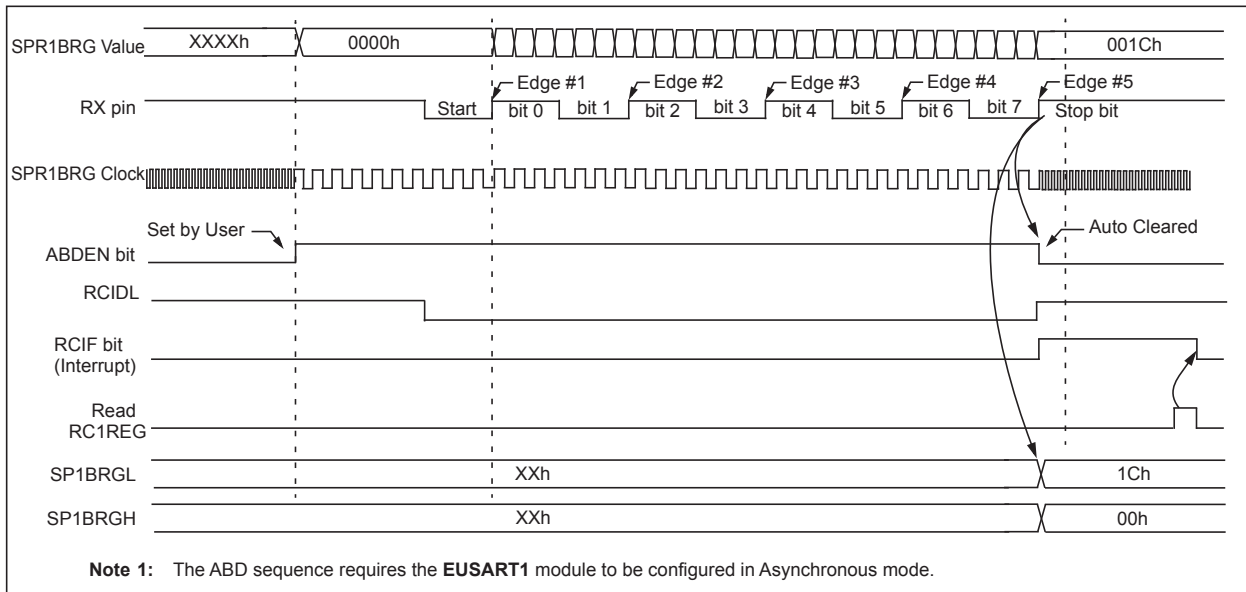 SPR1BRG Value XXXXh 0000h 001Ch
Edge #1 Edge #2 Edge #3 Edge #4 Edge #5
RX pin Start bit 0 bit 1 bit 2 bit 3 bit 4 bit 5 bit 6 bit 7 Stop bit
SPR1BRG Clock
Set by User Auto Cleared
ABDEN bit
RCIDL
RCIF bit
(Interrupt)
Read
RC1REG
SP1BRGL XXh 1Ch
SP1BRGH XXh 00h
Note 1: The ABD sequence requires the EUSART1 module to be configured in Asynchronous mode.